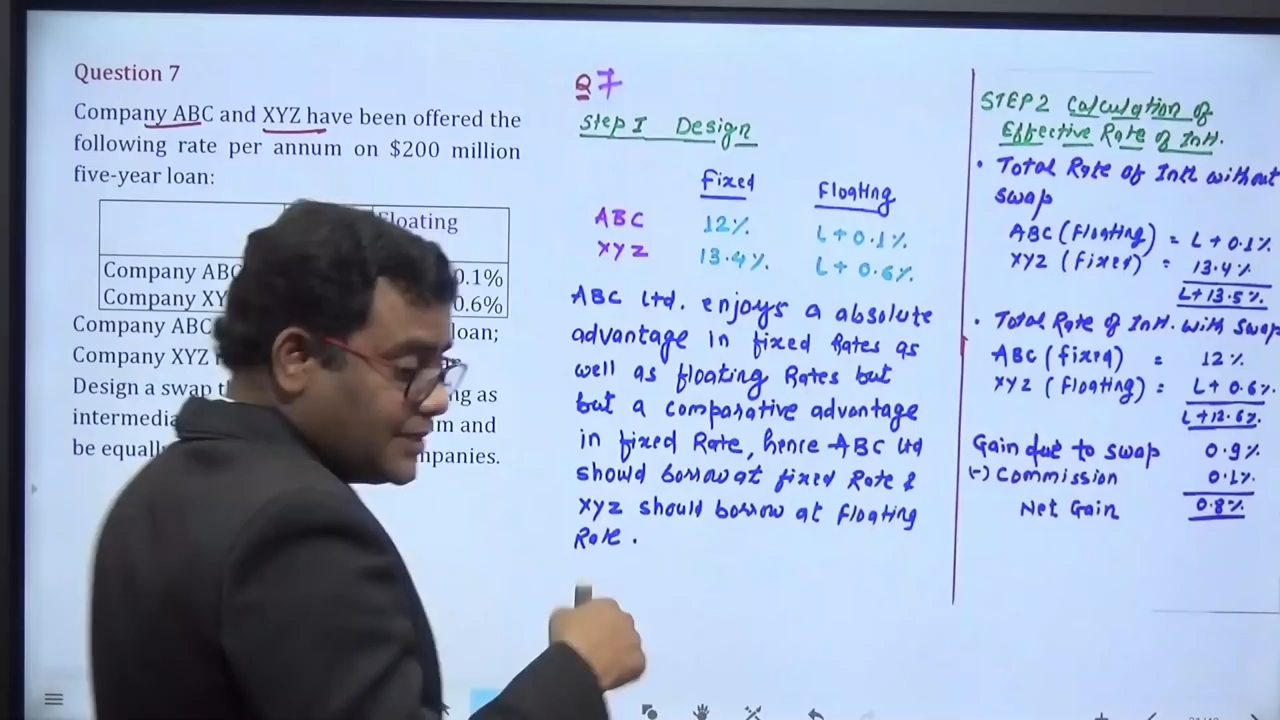 Question 7
Company ABC and XYZ have been offered the
following rate per annum on $200 million
five-year loan:
Floating
Company ABC 0.1%
Company XY 0.6%
Company ABC loan;
Company XYZ
Design a swap t ng as
intermedia m and
be equall mpanies.
Q7
Step I Design
Fixed Floating
ABC 12% L+0.1%
XYZ 13.4% L+0.6%
ABC Ltd. enjoys a absolute
advantage in fixed Rates as
well as floating Rates but
but a comparative advantage
in fixed Rate, hence ABC Ltd
should borrow at fixed Rate &
XYZ should borrow at Floating
Rate.
STEP2 Calculation of
Effective Rate of Intt.
• Total Rate of Intt without
swap
ABC (Floating) = L+0.1%
XYZ (Fixed) = 13.4%
L+13.5%
• Total Rate of Intt. with Swap
ABC (fixed) = 12%
XYZ (Floating) = L+0.6%
L+12.6%
Gain due to swap 0.9%
(-) Commission 0.1%
Net Gain 0.8%